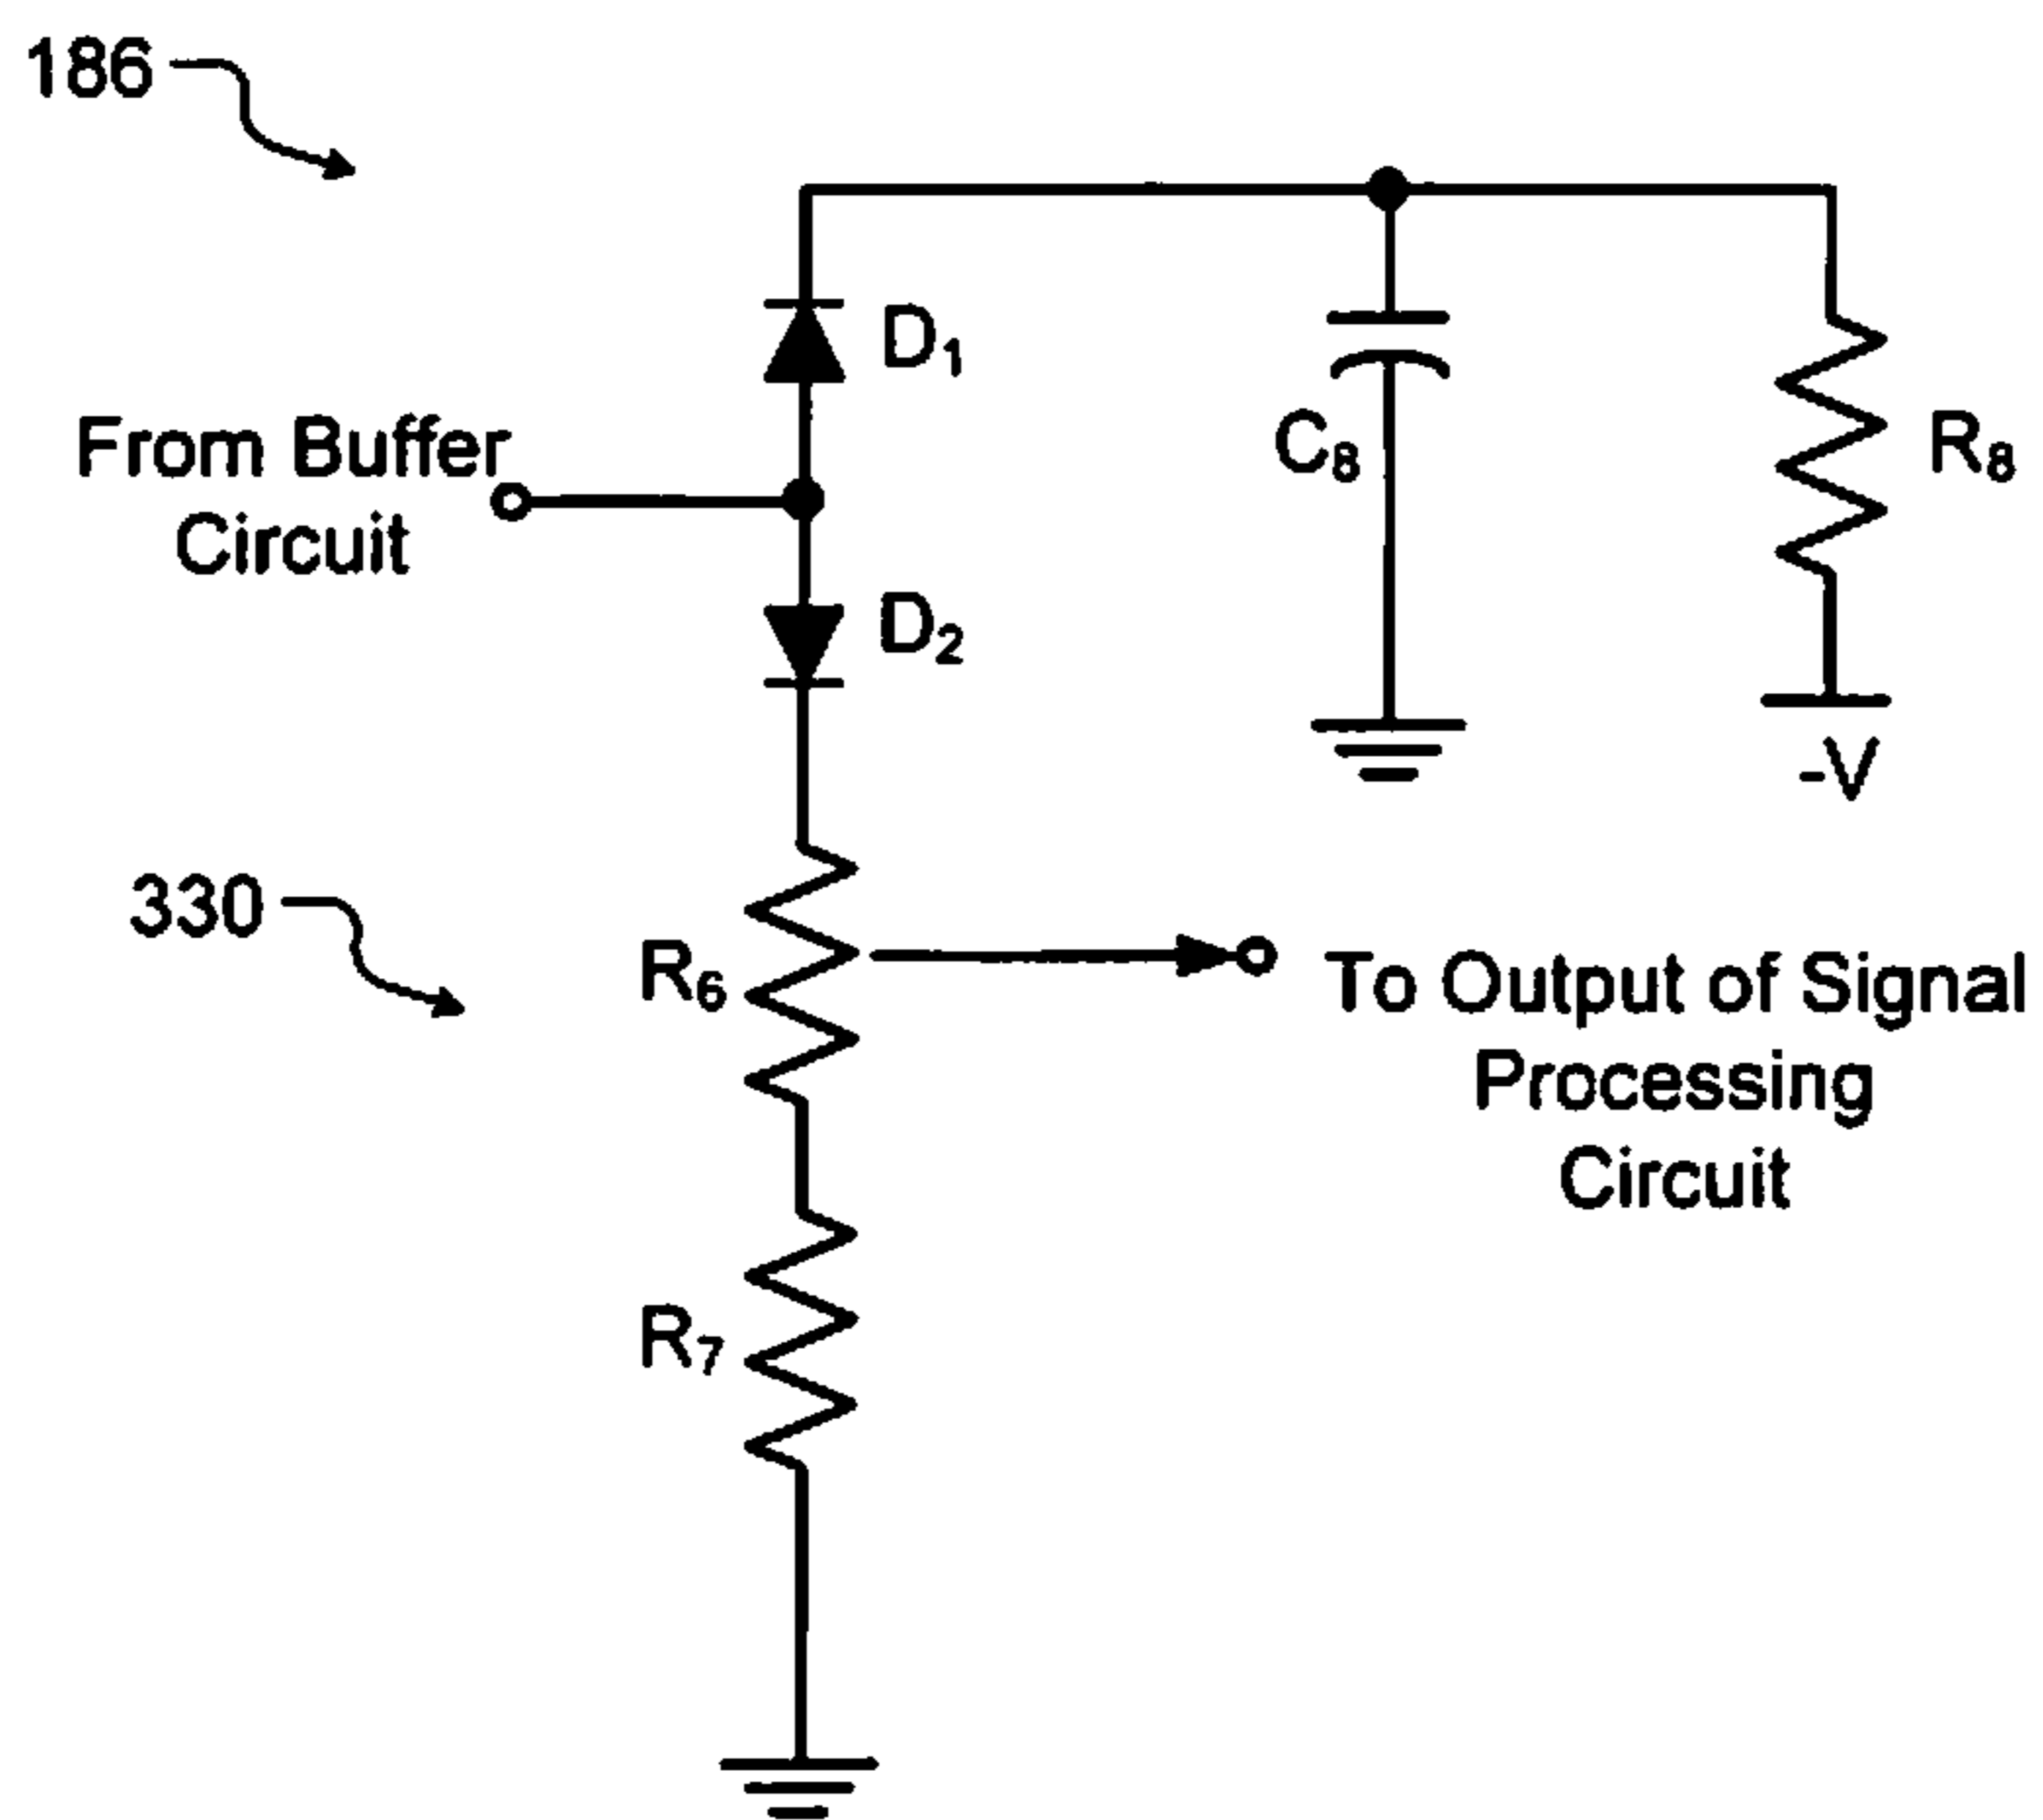 186
D₁
From Buffer
Circuit
C₈
R₈
D₂
-V
330
R₆
To Output of Signal
Processing
Circuit
R₇